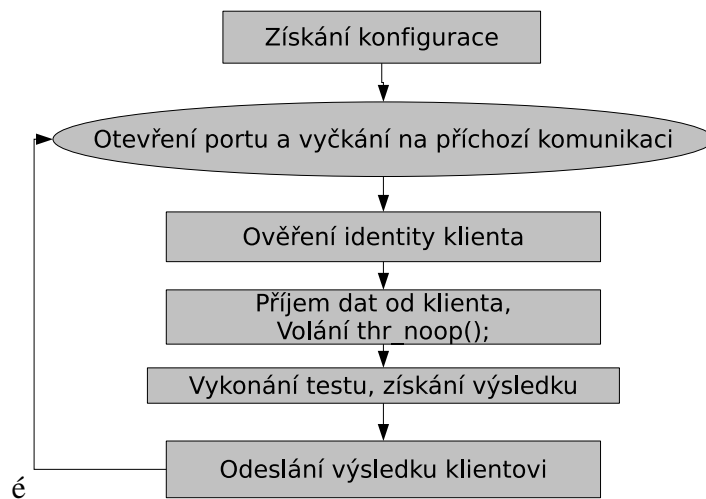 Získání konfigurace
Otevření portu a vyčkání na příchozí komunikaci
Ověření identity klienta
Příjem dat od klienta,
Volání thr_noop();
Vykonání testu, získání výsledku
Odeslání výsledku klientovi
é